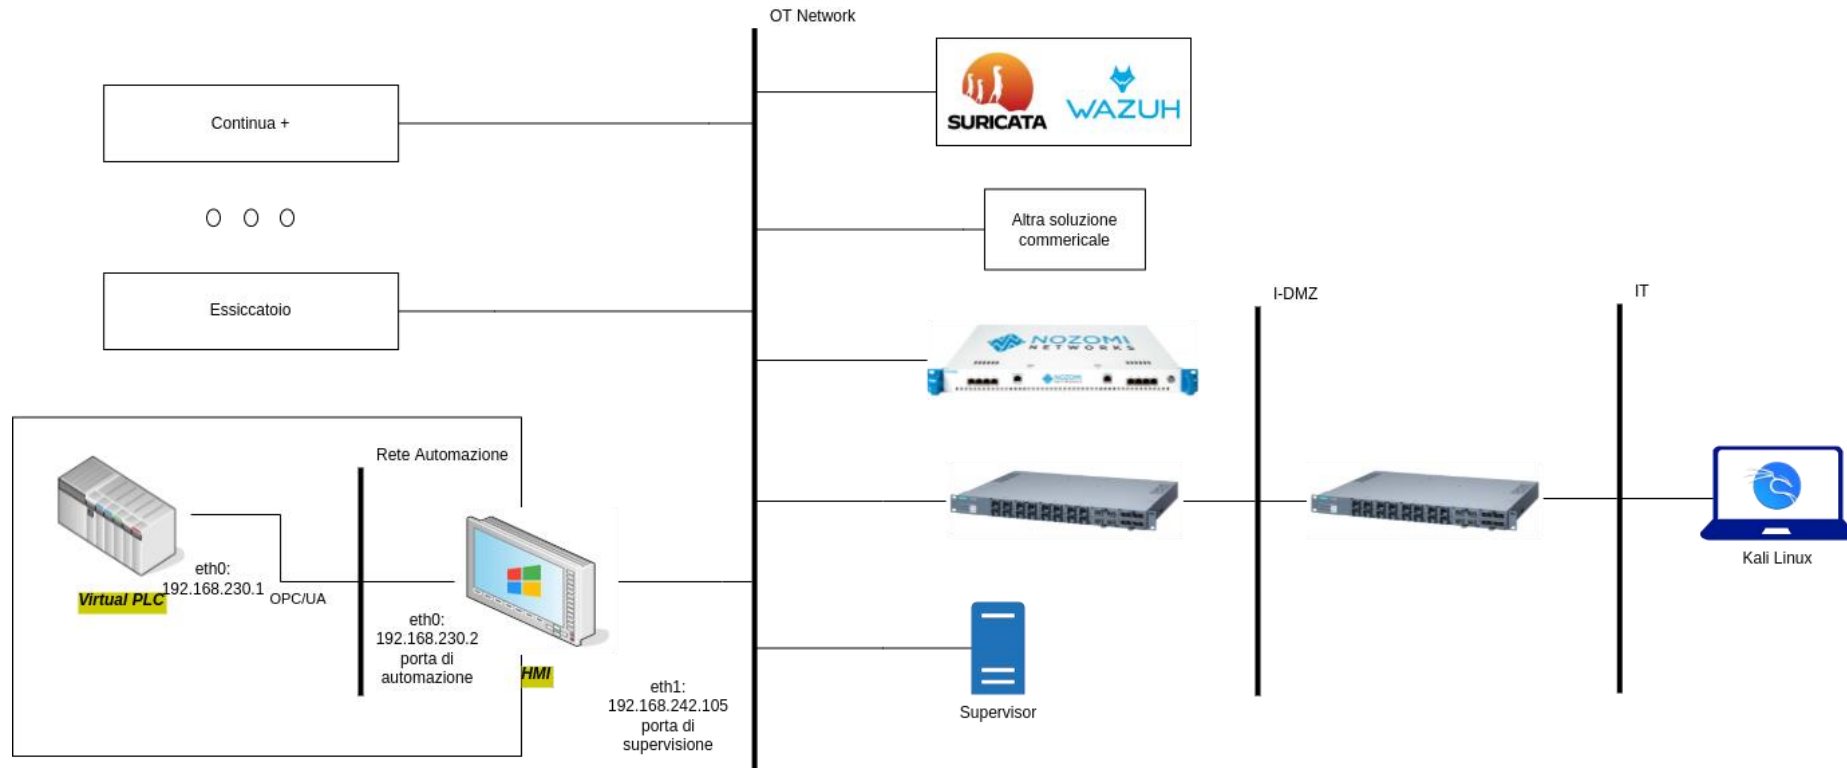 OT Network
SURICATA
WAZUH
Continua +
Altra soluzione
commericale
Essiccatoio
I-DMZ
IT
NOZOMI
NETWORKS
Rete Automazione
eth0:
192.168.230.1
Virtual PLC
OPC/UA
eth0:
192.168.230.2
porta di
automazione
HMI
eth1:
192.168.242.105
porta di
supervisione
Supervisor
Kali Linux